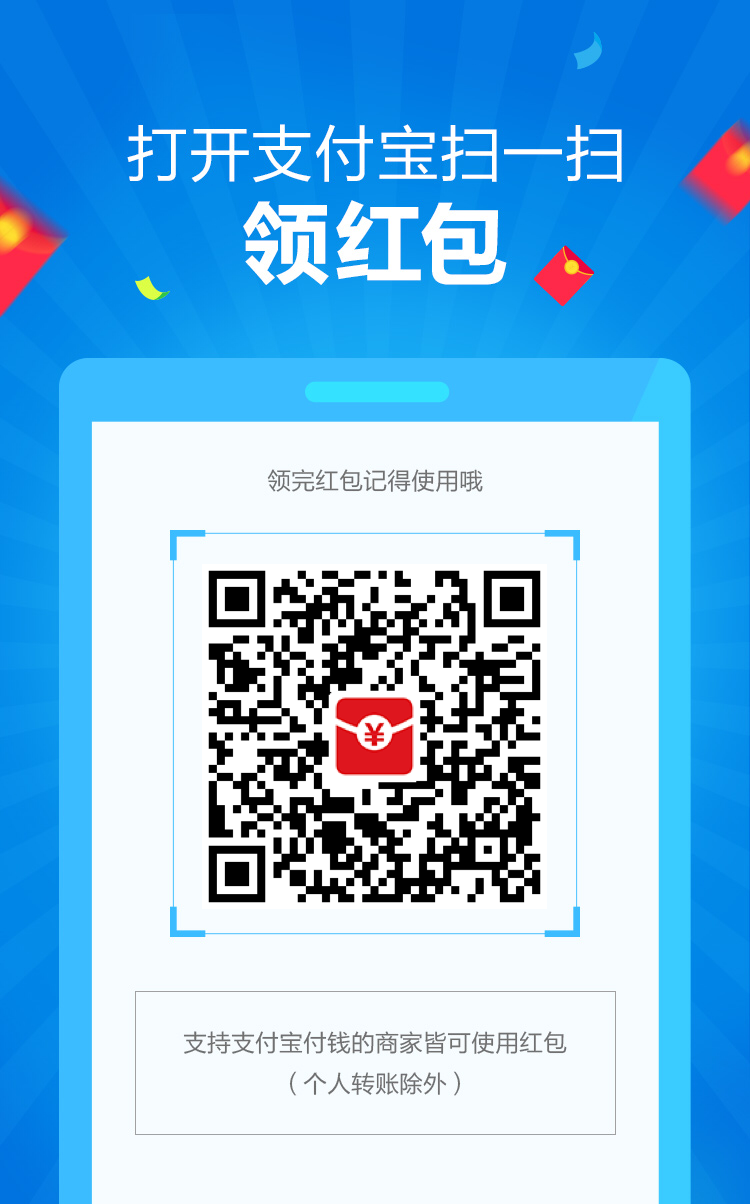 打开支付宝扫一扫
领红包
领完红包记得使用哦
¥
支持支付宝付钱的商家皆可使用红包
（个人转账除外）